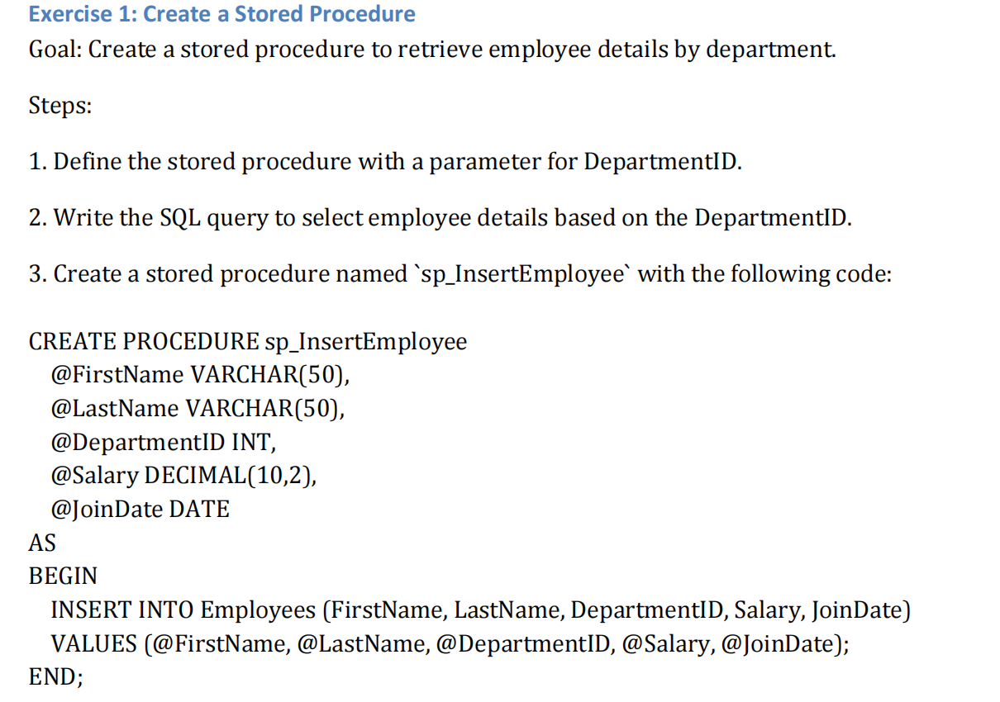 Exercise 1: Create a Stored Procedure
Goal: Create a stored procedure to retrieve employee details by department.
Steps:
1. Define the stored procedure with a parameter for DepartmentID.
2. Write the SQL query to select employee details based on the DepartmentID.
3. Create a stored procedure named `sp_InsertEmployee` with the following code:
CREATE PROCEDURE sp_InsertEmployee
@FirstName VARCHAR(50),
@LastName VARCHAR(50),
@DepartmentID INT,
@Salary DECIMAL(10,2),
@JoinDate DATE
AS
BEGIN
INSERT INTO Employees (FirstName, LastName, DepartmentID, Salary, JoinDate)
VALUES (@FirstName, @LastName, @DepartmentID, @Salary, @JoinDate);
END;